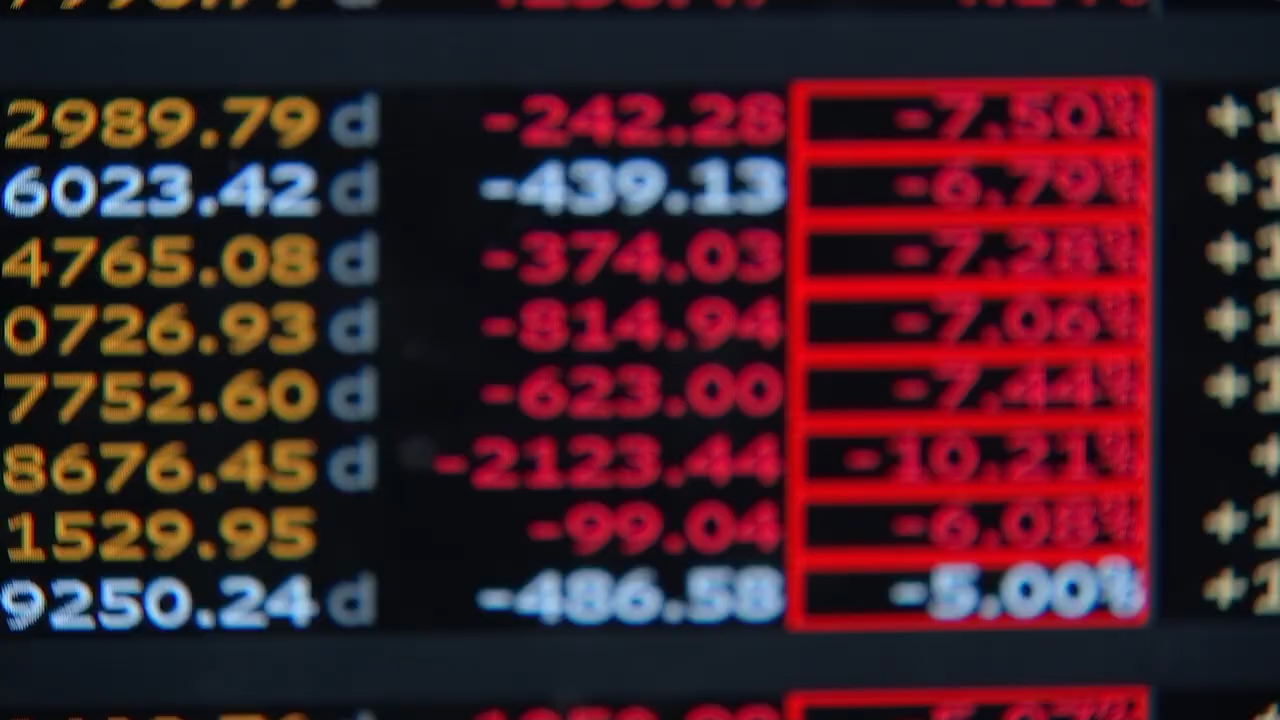 2989.79 d -242.28 -7.50%
6023.42 d -439.13 -6.79%
4765.08 d -374.03 -7.28%
0726.93 d -814.94 -7.06%
7752.60 d -623.00 -7.44%
8676.45 d -2123.44 -10.21%
1529.95 -99.04 -6.08%
9250.24 d -486.58 -5.00%